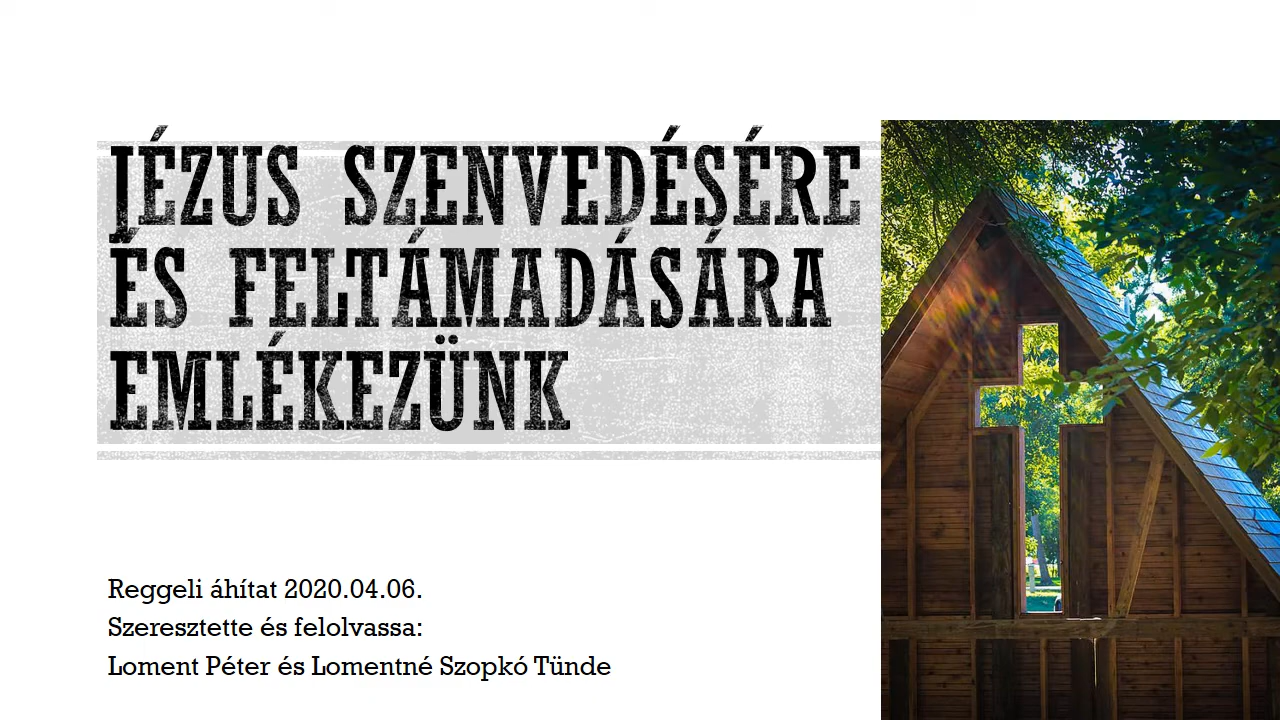 JÉZUS SZENVEDÉSÉRE
ÉS FELTÁMADÁSÁRA
EMLÉKEZÜNK
Reggeli áhítat 2020.04.06.
Szeresztette és felolvassa:
Loment Péter és Lomentné Szopkó Tünde